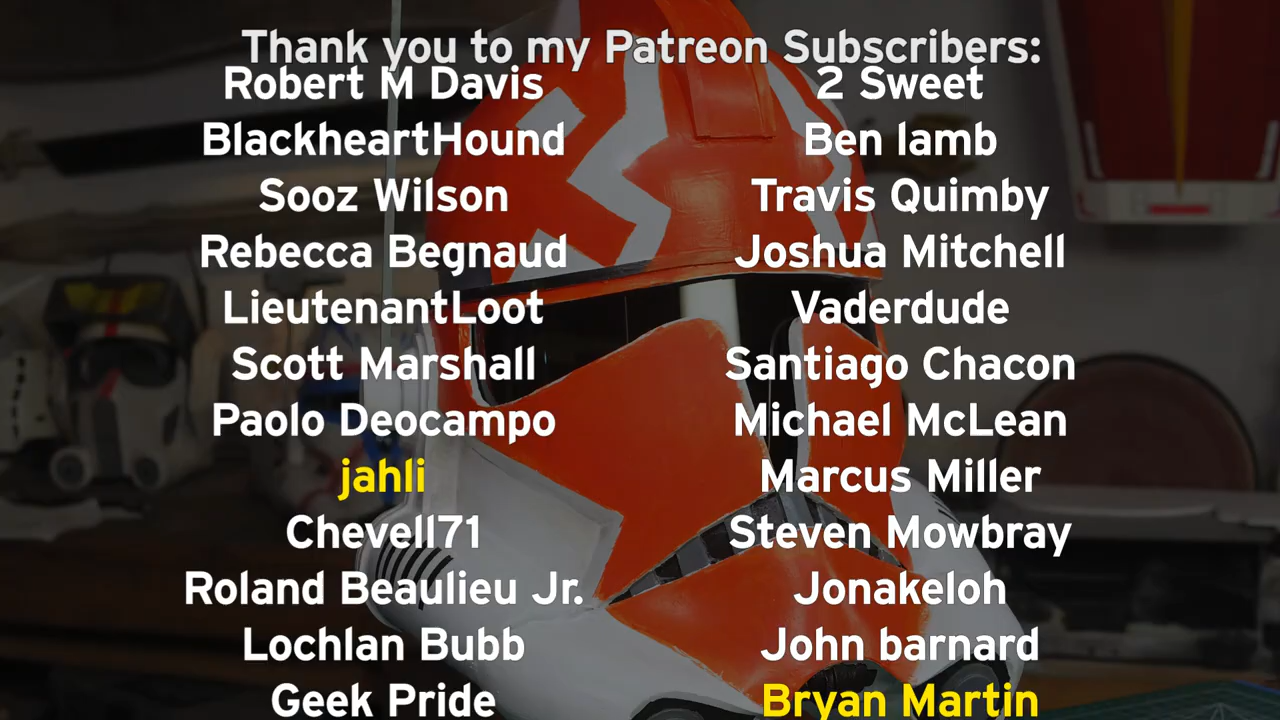 Thank you to my Patreon Subscribers:
Robert M Davis
BlackheartHound
Sooz Wilson
Rebecca Begnaud
LieutenantLoot
Scott Marshall
Paolo Deocampo
jahli
Chevell71
Roland Beaulieu Jr.
Lochlan Bubb
Geek Pride
2 Sweet
Ben lamb
Travis Quimby
Joshua Mitchell
Vaderdude
Santiago Chacon
Michael McLean
Marcus Miller
Steven Mowbray
Jonakeloh
John barnard
Bryan Martin